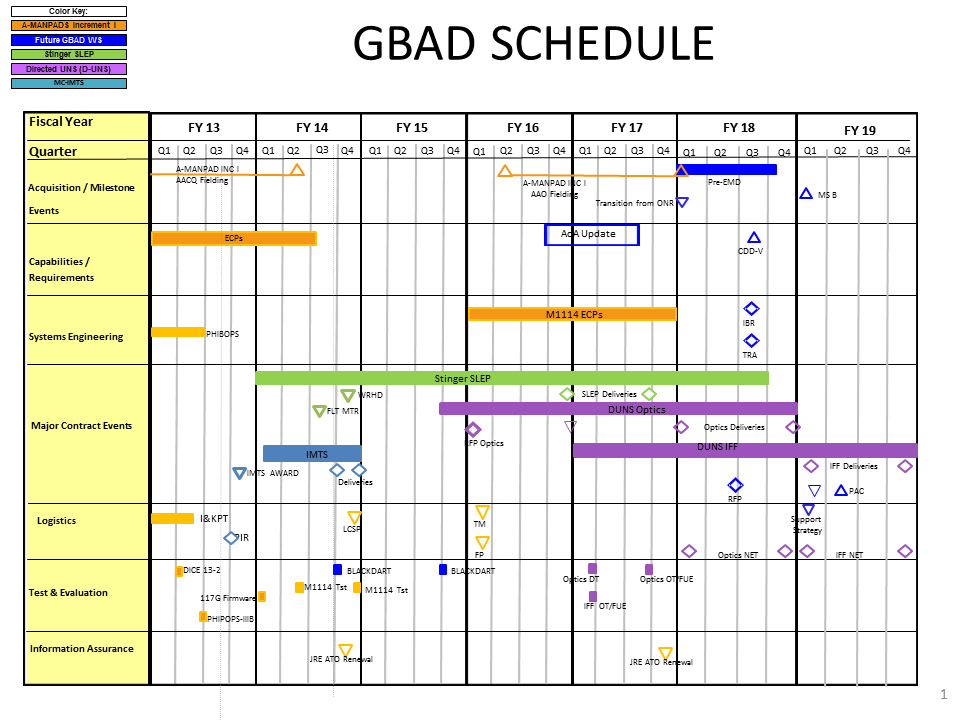 Color Key:
A-MANPADS Increment I
Future GBAD WS
Stinger SLEP
Directed UNS (D-UNS)
MC-IMTS
GBAD SCHEDULE
Fiscal Year
FY 13
FY 14
FY 15
FY 16
FY 17
FY 18
FY 19
Quarter
Q1 Q2 Q3 Q4
Q1 Q2 Q3 Q4
Q1 Q2 Q3 Q4
Q1 Q2 Q3 Q4
Q1 Q2 Q3 Q4
Q1 Q2 Q3 Q4
Q1 Q2 Q3 Q4
Acquisition / Milestone
Events
A-MANPAD INC I
AACQ Fielding
A-MANPAD INC I
AAO Fielding
Pre-EMD
Transition from ONR
MS B
Capabilities /
Requirements
ECPs
AoA Update
CDD-V
Systems Engineering
PHIBOPS
M1114 ECPs
IBR
TRA
Major Contract Events
Stinger SLEP
WRHD
SLEP Deliveries
FLT MTR
DUNS Optics
RFP Optics
Optics Deliveries
IMTS
DUNS IFF
IMTS AWARD
Deliveries
IFF Deliveries
RFP
PAC
Logistics
I&KPT
PIR
LCSP
TM
FP
Support
Strategy
Optics NET
IFF NET
Test & Evaluation
DICE 13-2
BLACKDART
BLACKDART
M1114 Tst
M1114 Tst
117G Firmware
PHIPOPS-IIIB
Optics DT
Optics OT/FUE
IFF OT/FUE
Information Assurance
JRE ATO Renewal
JRE ATO Renewal
1